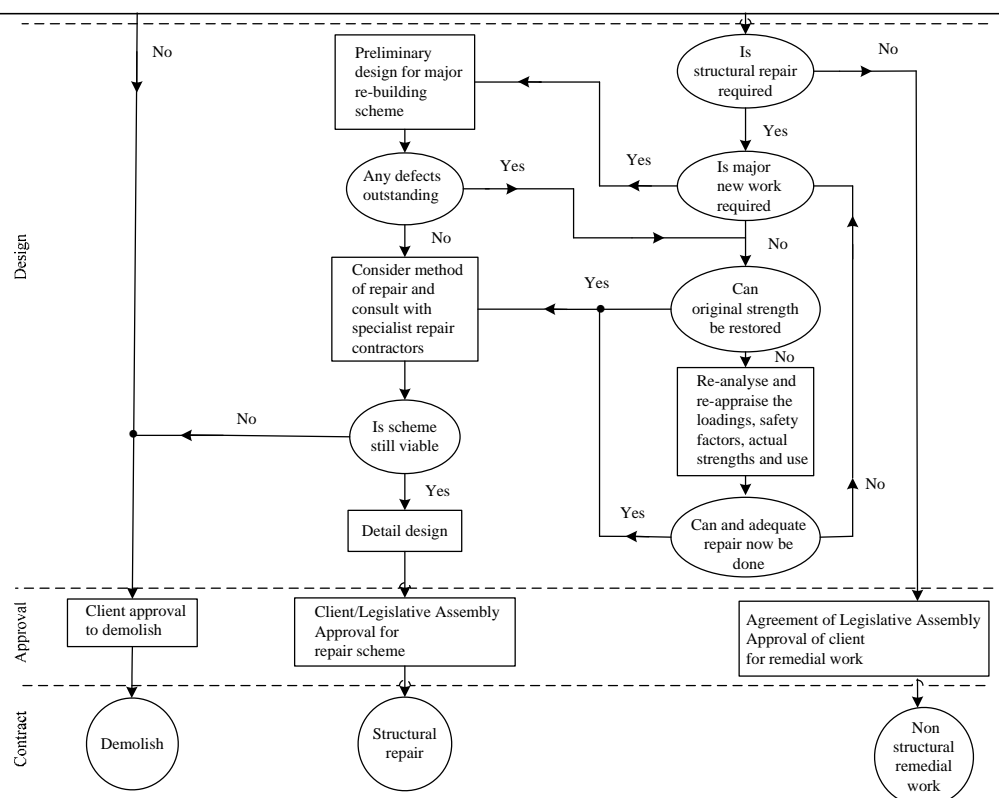 No
Preliminary
design for major
re-building
scheme
Is
structural repair
required
No
Yes
Any defects
outstanding
Yes
Yes
Is major
new work
required
No
No
Design
Consider method
of repair and
consult with
specialist repair
contractors
Yes
Can
original strength
be restored
No
Re-analyse and
re-appraise the
loadings, safety
factors, actual
strengths and use
No
Is scheme
still viable
Yes
No
Detail design
Yes
Can and adequate
repair now be
done
Approval
Client approval
to demolish
Client/Legislative Assembly
Approval for
repair scheme
Agreement of Legislative Assembly
Approval of client
for remedial work
Contract
Demolish
Structural
repair
Non
structural
remedial
work